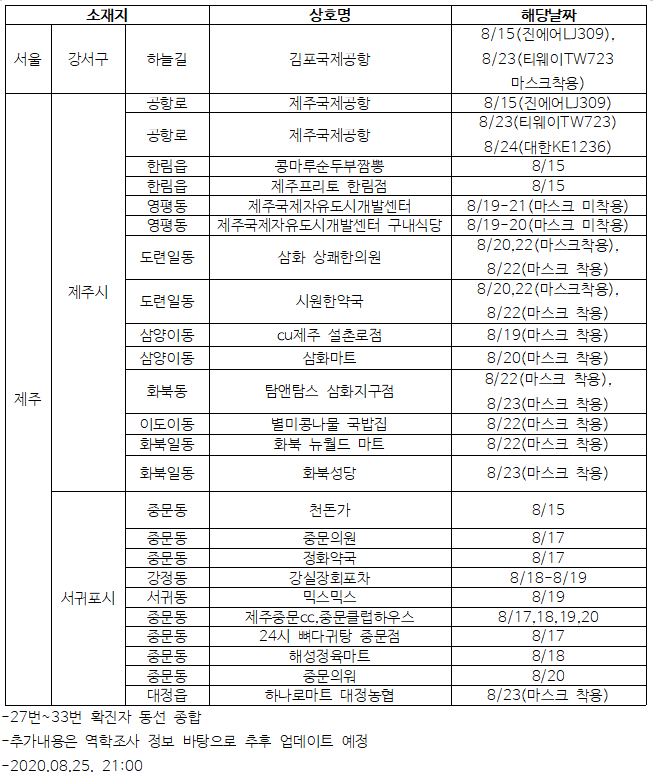 소재지 상호명 해당날짜
서울 강서구 하늘길 김포국제공항 8/15(진에어LJ309),
8/23(티웨이TW723
마스크착용)
제주 제주시 공항로 제주국제공항 8/15(진에어LJ309)
공항로 제주국제공항 8/23(티웨이TW723)
8/24(대한KE1236)
한림읍 콩마루순두부짬뽕 8/15
한림읍 제주프리토 한림점 8/15
영평동 제주국제자유도시개발센터 8/19-21(마스크 미착용)
영평동 제주국제자유도시개발센터 구내식당 8/19-20(마스크 미착용)
도련일동 삼화 상쾌한의원 8/20,22(마스크착용),
8/22(마스크 착용)
도련일동 시원한약국 8/20,22(마스크착용),
8/22(마스크 착용)
삼양이동 cu제주 설촌로점 8/19(마스크 착용)
삼양이동 삼화마트 8/20(마스크 착용)
화북동 탐앤탐스 삼화지구점 8/22(마스크 착용),
8/23(마스크 착용)
이도이동 별미콩나물 국밥집 8/22(마스크 착용)
화북일동 화북 뉴월드 마트 8/22(마스크 착용)
화북일동 화북성당 8/23(마스크 착용)
서귀포시 중문동 천돈가 8/15
중문동 중문의원 8/17
중문동 정화약국 8/17
강정동 강실장회포차 8/18-8/19
서귀동 믹스믹스 8/19
중문동 제주중문cc,중문클럽하우스 8/17,18,19,20
중문동 24시 뼈다귀탕 중문점 8/17
중문동 해성정육마트 8/18
중문동 중문의워 8/20
대정읍 하나로마트 대정농협 8/23(마스크 착용)
-27번~33번 확진자 동선 종합
-추가내용은 역학조사 정보 바탕으로 추후 업데이트 예정
-2020.08.25. 21:00